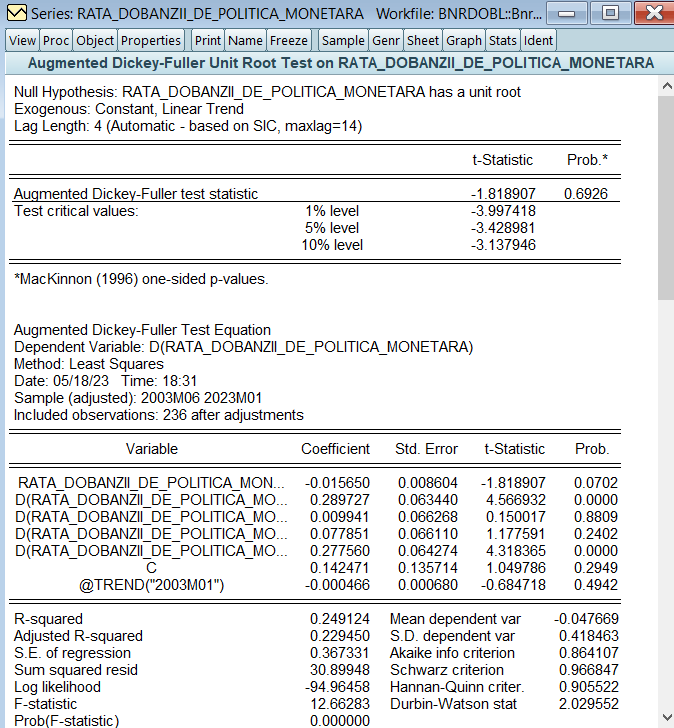 Series: RATA_DOBANZII_DE_POLITICA_MONETARA Workfile: BNRDOBL::Bnr...
View Proc Object Properties Print Name Freeze Sample Genr Sheet Graph Stats Ident
Augmented Dickey-Fuller Unit Root Test on RATA_DOBANZII_DE_POLITICA_MONETARA
Null Hypothesis: RATA_DOBANZII_DE_POLITICA_MONETARA has a unit root
Exogenous: Constant, Linear Trend
Lag Length: 4 (Automatic - based on SIC, maxlag=14)
t-Statistic Prob.*
Augmented Dickey-Fuller test statistic -1.818907 0.6926
Test critical values: 1% level -3.997418
5% level -3.428981
10% level -3.137946
*MacKinnon (1996) one-sided p-values.
Augmented Dickey-Fuller Test Equation
Dependent Variable: D(RATA_DOBANZII_DE_POLITICA_MONETARA)
Method: Least Squares
Date: 05/18/23 Time: 18:31
Sample (adjusted): 2003M06 2023M01
Included observations: 236 after adjustments
Variable Coefficient Std. Error t-Statistic Prob.
RATA_DOBANZII_DE_POLITICA_MON... -0.015650 0.008604 -1.818907 0.0702
D(RATA_DOBANZII_DE_POLITICA_MO... 0.289727 0.063440 4.566932 0.0000
D(RATA_DOBANZII_DE_POLITICA_MO... 0.009941 0.066268 0.150017 0.8809
D(RATA_DOBANZII_DE_POLITICA_MO... 0.077851 0.066110 1.177591 0.2402
D(RATA_DOBANZII_DE_POLITICA_MO... 0.277560 0.064274 4.318365 0.0000
C 0.142471 0.135714 1.049786 0.2949
@TREND("2003M01") -0.000466 0.000680 -0.684718 0.4942
R-squared 0.249124 Mean dependent var -0.047669
Adjusted R-squared 0.229450 S.D. dependent var 0.418463
S.E. of regression 0.367331 Akaike info criterion 0.864107
Sum squared resid 30.89948 Schwarz criterion 0.966847
Log likelihood -94.96458 Hannan-Quinn criter. 0.905522
F-statistic 12.66283 Durbin-Watson stat 2.029552
Prob(F-statistic) 0.000000